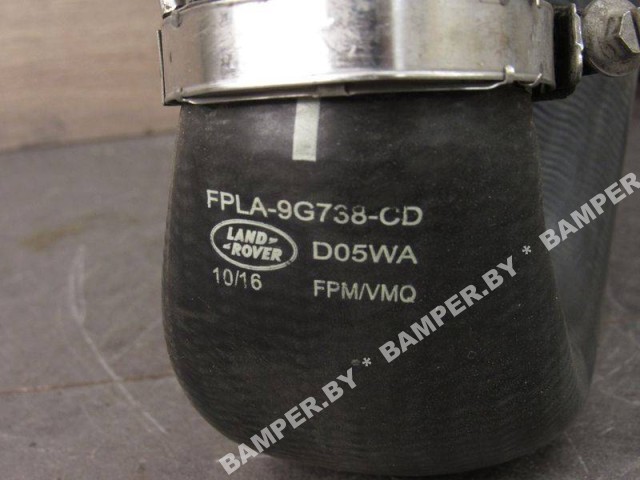 FPLA-9G738-CD
LAND-
-ROVER
D05WA
10/16
FPM/VMQ
BAMPER.BY * BAMPER.BY * BAMPER.BY * BAMPER